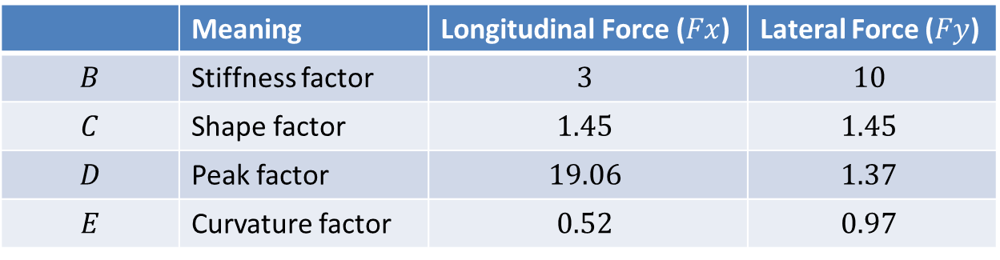 Meaning Longitudinal Force (Fx) Lateral Force (Fy)
B Stiffness factor 3 10
C Shape factor 1.45 1.45
D Peak factor 19.06 1.37
E Curvature factor 0.52 0.97